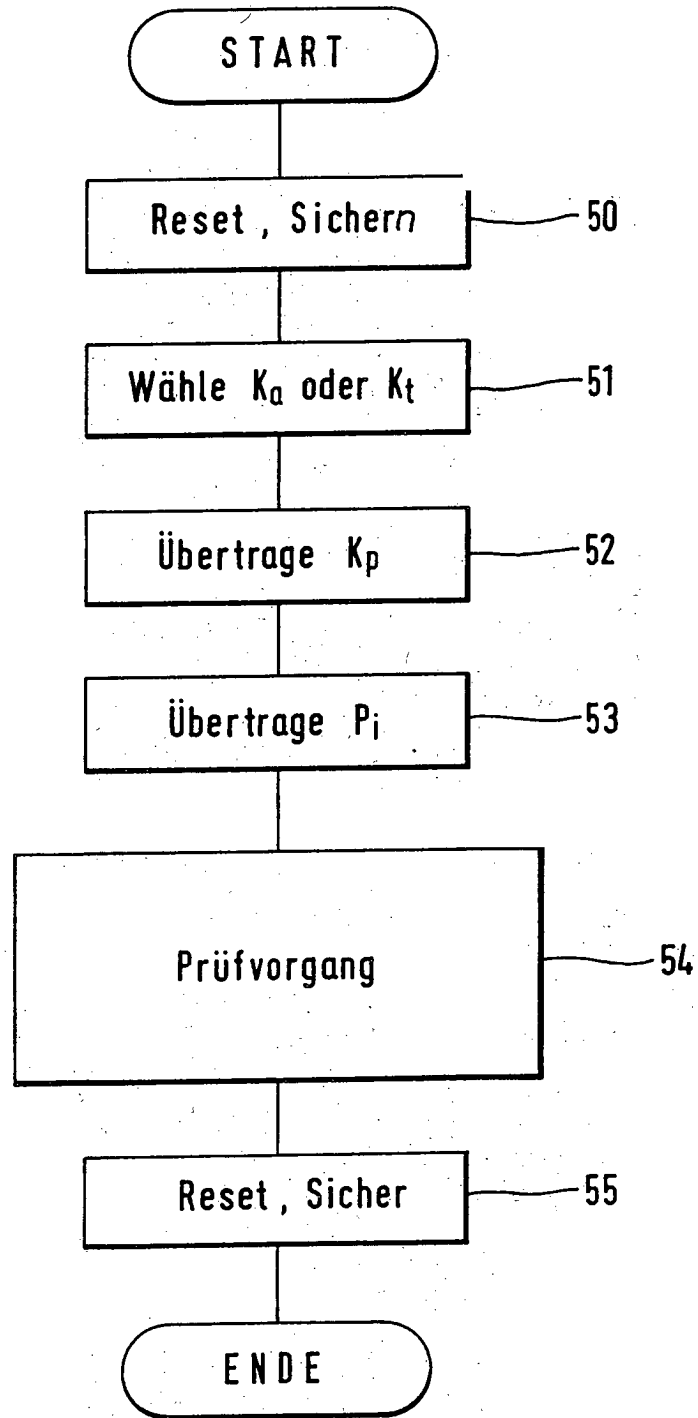 START
Reset, Sichern 50
Wähle Ka oder Kt 51
Übertrage Kp 52
Übertrage Pi 53
Prüfvorgang 54
Reset, Sicher 55
ENDE